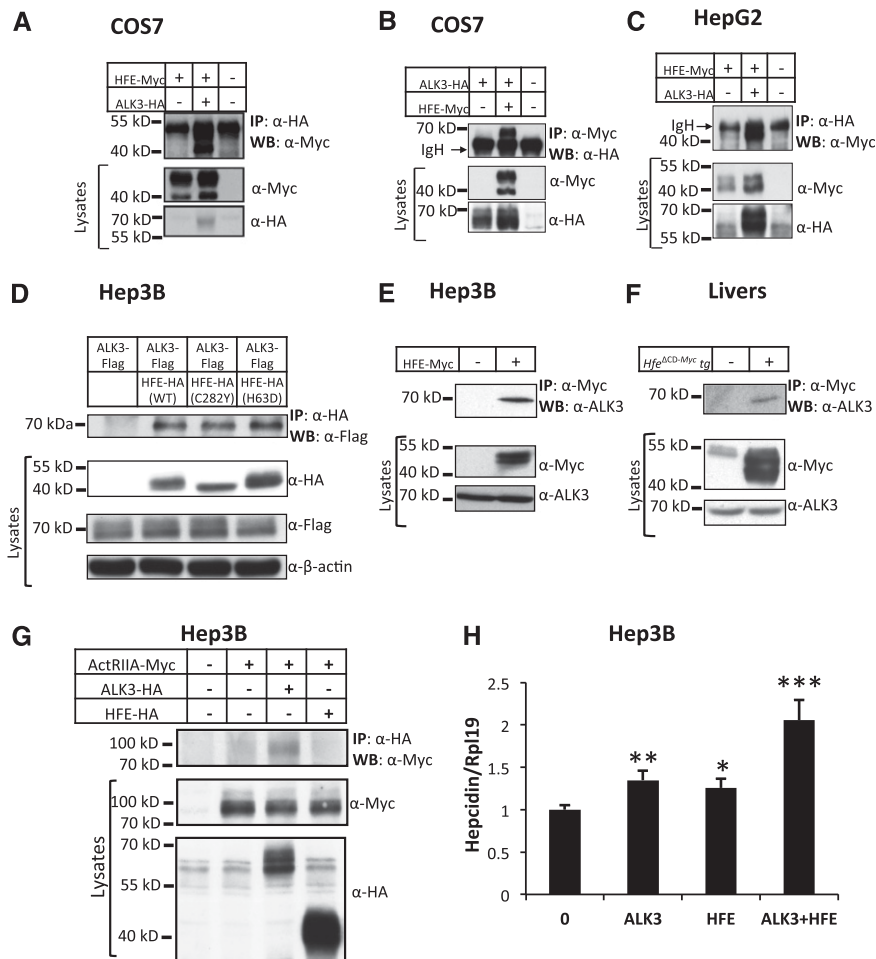 A
COS7
HFE-Myc + + -
ALK3-HA - + -
55 kD
40 kD
IP: α-HA
WB: α-Myc
Lysates
40 kD
α-Myc
70 kD
55 kD
α-HA
B
COS7
ALK3-HA + + -
HFE-Myc - + -
70 kD
IgH
IP: α-Myc
WB: α-HA
Lysates
40 kD
α-Myc
70 kD
α-HA
C
HepG2
HFE-Myc + + -
ALK3-HA - + -
IgH
40 kD
IP: α-HA
WB: α-Myc
Lysates
55 kD
40 kD
α-Myc
70 kD
55 kD
α-HA
D
Hep3B
ALK3-Flag ALK3-Flag ALK3-Flag ALK3-Flag
HFE-HA (WT) HFE-HA (C282Y) HFE-HA (H63D)
70 kDa
IP: α-HA
WB: α-Flag
Lysates
55 kD
40 kD
α-HA
70 kD
α-Flag
α-β-actin
E
Hep3B
HFE-Myc - +
70 kD
IP: α-Myc
WB: α-ALK3
Lysates
55 kD
40 kD
α-Myc
70 kD
α-ALK3
F
Livers
HfeΔCD-Myc tg - +
70 kD
IP: α-Myc
WB: α-ALK3
Lysates
55 kD
40 kD
α-Myc
70 kD
α-ALK3
G
Hep3B
ActRIIA-Myc - + + +
ALK3-HA - - + -
HFE-HA - - - +
100 kD
70 kD
IP: α-HA
WB: α-Myc
Lysates
100 kD
70 kD
α-Myc
70 kD
55 kD
40 kD
α-HA
H
Hep3B
Hepcidin/Rpl19
2.5
2
1.5
1
0.5
0
**
*
***
0 ALK3 HFE ALK3+HFE